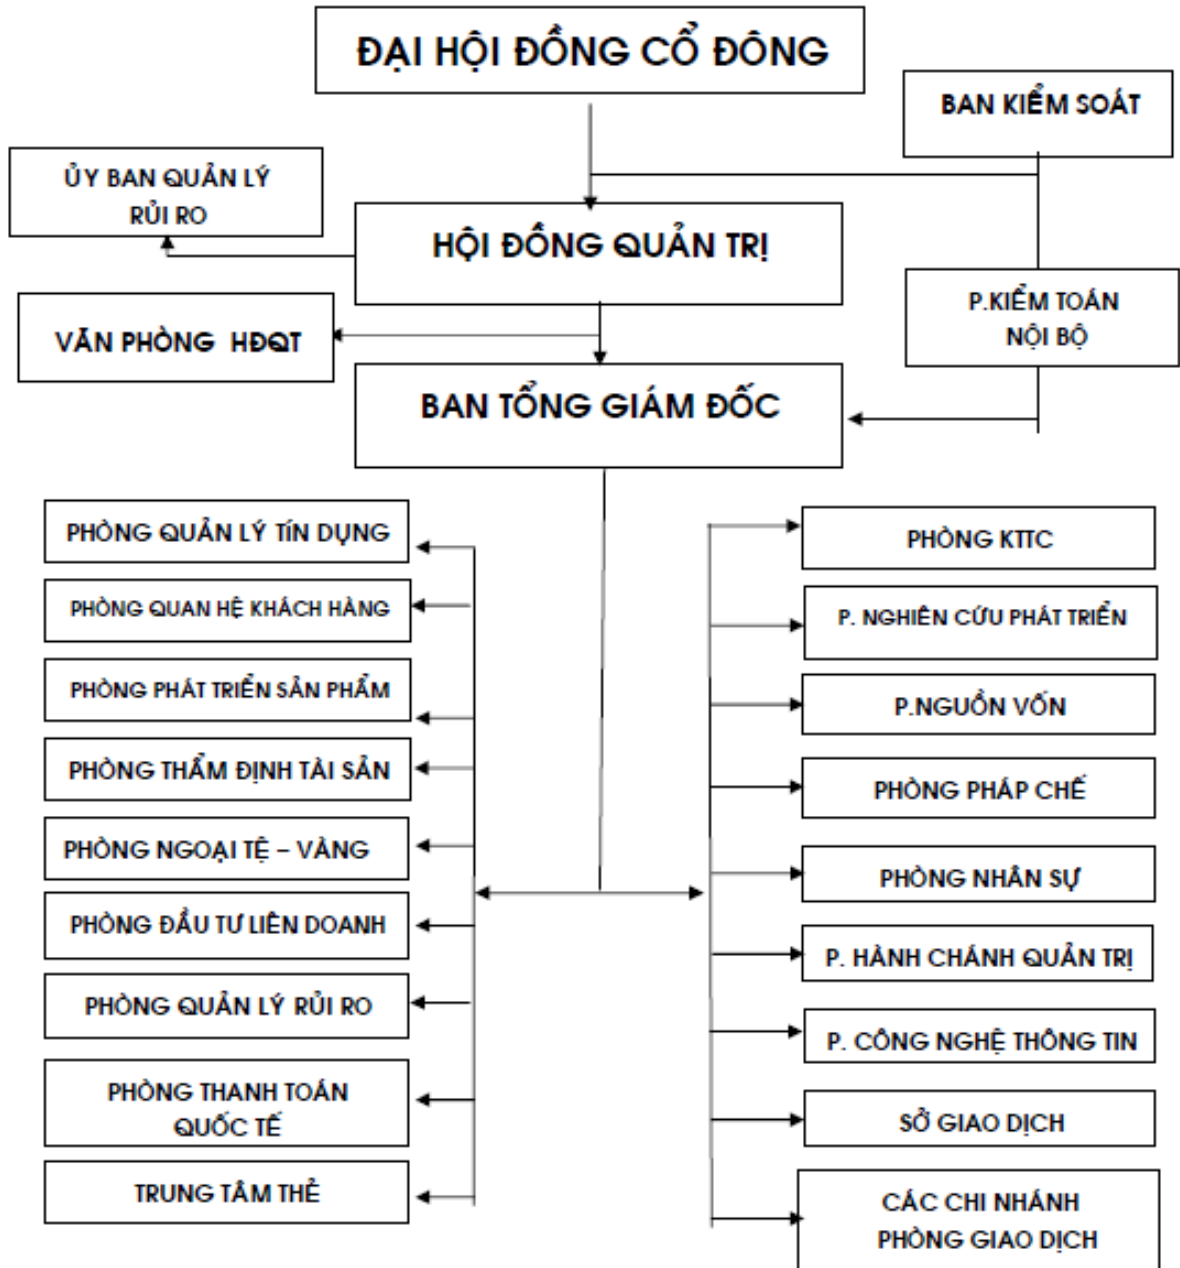 ĐẠI HỘI ĐỒNG CỔ ĐÔNG
BAN KIỂM SOÁT
ỦY BAN QUẢN LÝ
RỦI RO
HỘI ĐỒNG QUẢN TRỊ
P.KIỂM TOÁN
NỘI BỘ
VĂN PHÒNG HĐQT
BAN TỔNG GIÁM ĐỐC
PHÒNG QUẢN LÝ TÍN DỤNG
PHÒNG QUAN HỆ KHÁCH HÀNG
PHÒNG PHÁT TRIỂN SẢN PHẨM
PHÒNG THẨM ĐỊNH TÀI SẢN
PHÒNG NGOẠI TỆ – VÀNG
PHÒNG ĐẦU TƯ LIÊN DOANH
PHÒNG QUẢN LÝ RỦI RO
PHÒNG THANH TOÁN
QUỐC TẾ
TRUNG TÂM THẺ
PHÒNG KTTC
P. NGHIÊN CỨU PHÁT TRIỂN
P.NGUỒN VỐN
PHÒNG PHÁP CHẾ
PHÒNG NHÂN SỰ
P. HÀNH CHÁNH QUẢN TRỊ
P. CÔNG NGHỆ THÔNG TIN
SỞ GIAO DỊCH
CÁC CHI NHÁNH
PHÒNG GIAO DỊCH